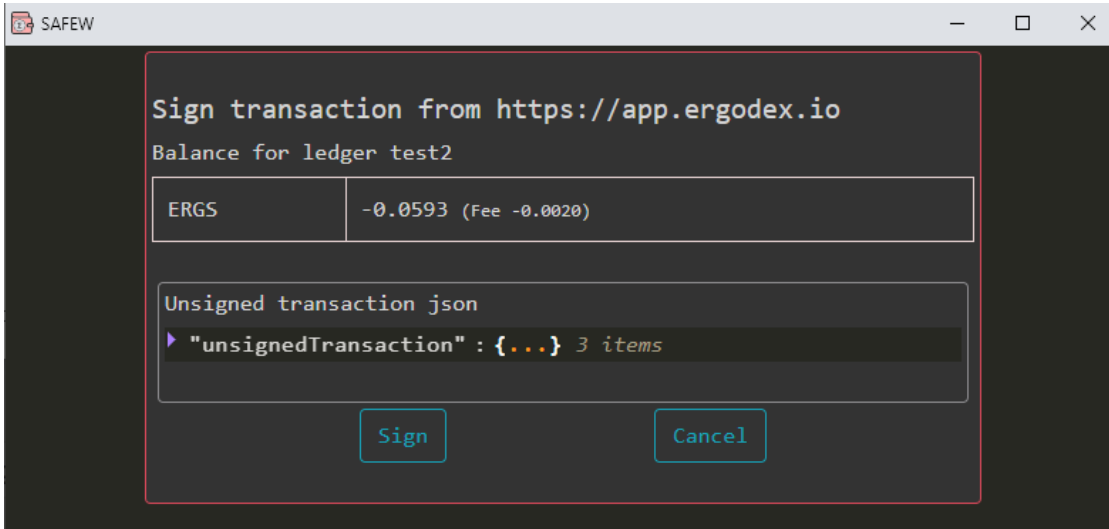 SAFEW
Sign transaction from https://app.ergodex.io
Balance for ledger test2
ERGS -0.0593 (Fee -0.0020)
Unsigned transaction json
"unsignedTransaction" : {...} 3 items
Sign Cancel